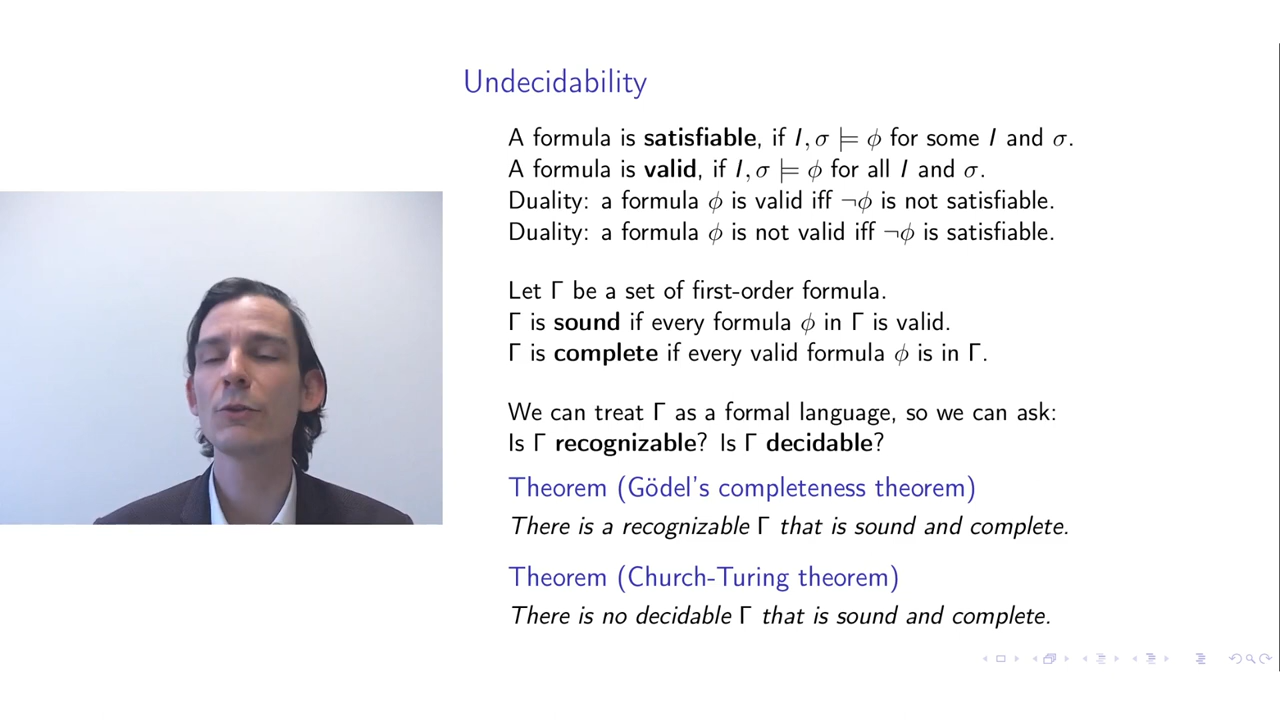 Undecidability
A formula is satisfiable, if I, σ ⊨ ϕ for some I and σ.
A formula is valid, if I, σ ⊨ ϕ for all I and σ.
Duality: a formula ϕ is valid iff ¬ϕ is not satisfiable.
Duality: a formula ϕ is not valid iff ¬ϕ is satisfiable.
Let Γ be a set of first-order formula.
Γ is sound if every formula ϕ in Γ is valid.
Γ is complete if every valid formula ϕ is in Γ.
We can treat Γ as a formal language, so we can ask:
Is Γ recognizable? Is Γ decidable?
Theorem (Gödel's completeness theorem)
There is a recognizable Γ that is sound and complete.
Theorem (Church-Turing theorem)
There is no decidable Γ that is sound and complete.